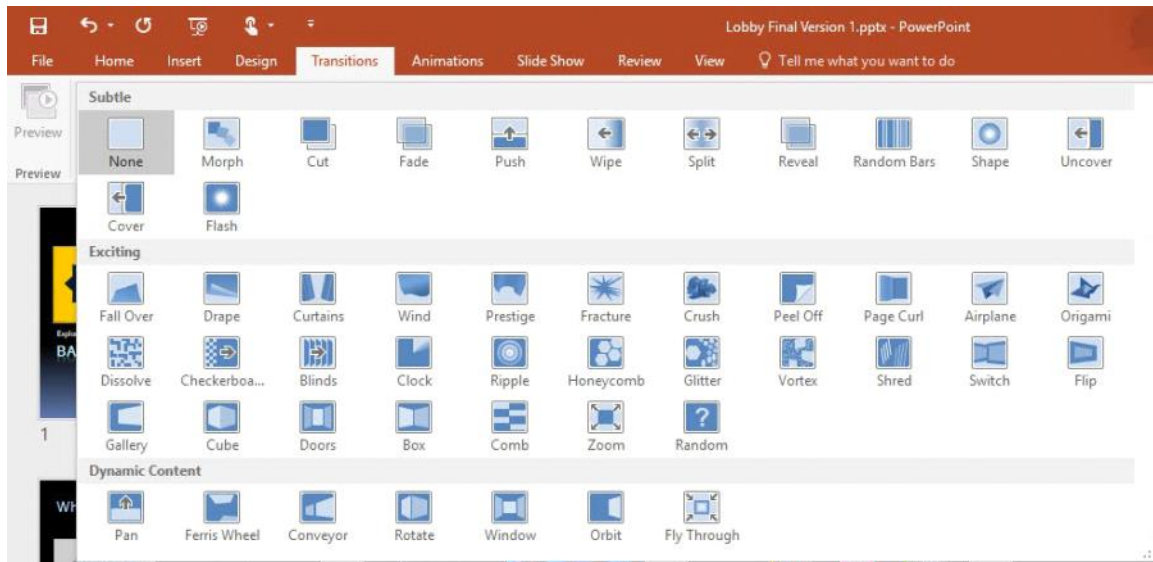 Lobby Final Version 1.pptx - PowerPoint
File Home Insert Design Transitions Animations Slide Show Review View Tell me what you want to do
Subtle
Preview
None Morph Cut Fade Push Wipe Split Reveal Random Bars Shape Uncover
Preview
Cover Flash
Exciting
Fall Over Drape Curtains Wind Prestige Fracture Crush Peel Off Page Curl Airplane Origami
BA
Dissolve Checkerboa... Blinds Clock Ripple Honeycomb Glitter Vortex Shred Switch Flip
1
Gallery Cube Doors Box Comb Zoom Random
Dynamic Content
WH
Pan Ferris Wheel Conveyor Rotate Window Orbit Fly Through